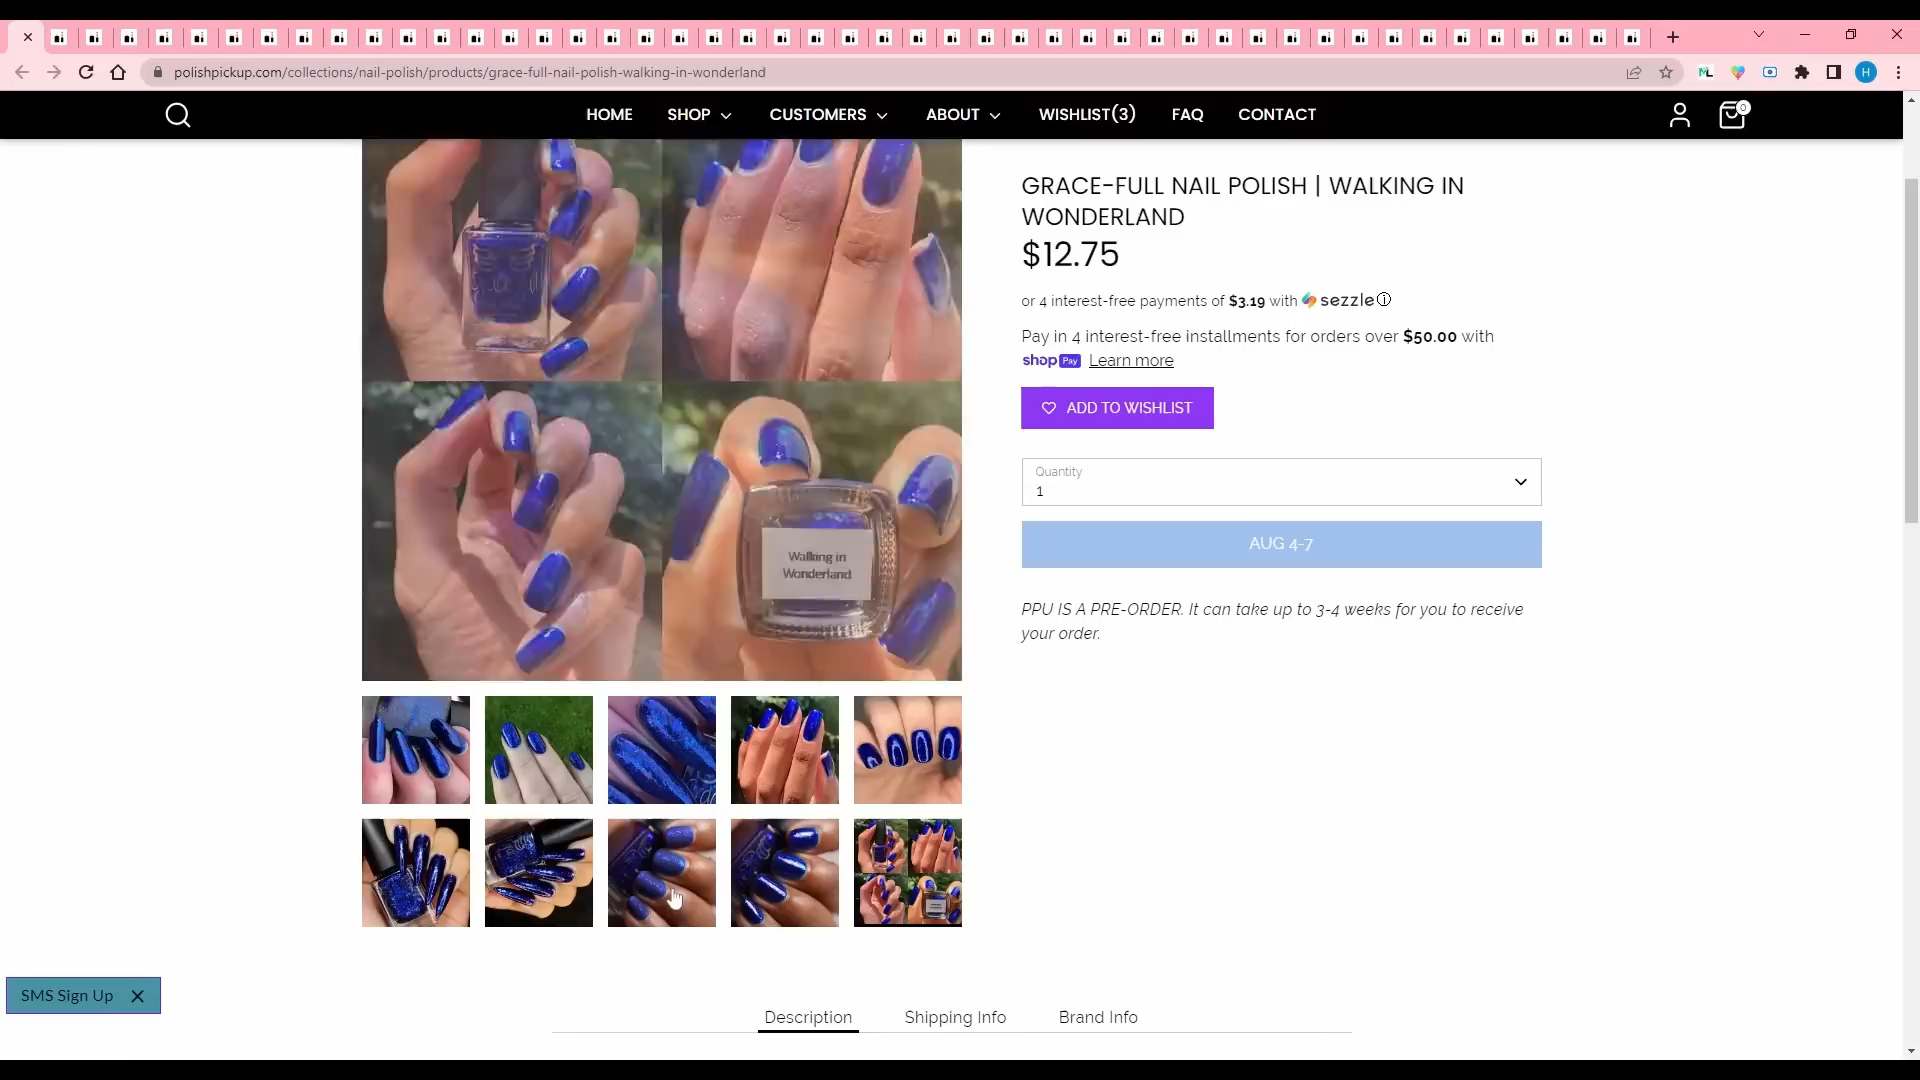 polishpickup.com/collections/nail-polish/products/grace-full-nail-polish-walking-in-wonderland
HOME SHOP CUSTOMERS ABOUT WISHLIST(3) FAQ CONTACT
0
GRACE-FULL NAIL POLISH | WALKING IN
WONDERLAND
$12.75
or 4 interest-free payments of $3.19 with sezzle
Pay in 4 interest-free installments for orders over $50.00 with
shop Pay Learn more
ADD TO WISHLIST
Quantity
1
AUG 4-7
PPU IS A PRE-ORDER. It can take up to 3-4 weeks for you to receive
your order.
Walking in
Wonderland
SMS Sign Up
Description Shipping Info Brand Info